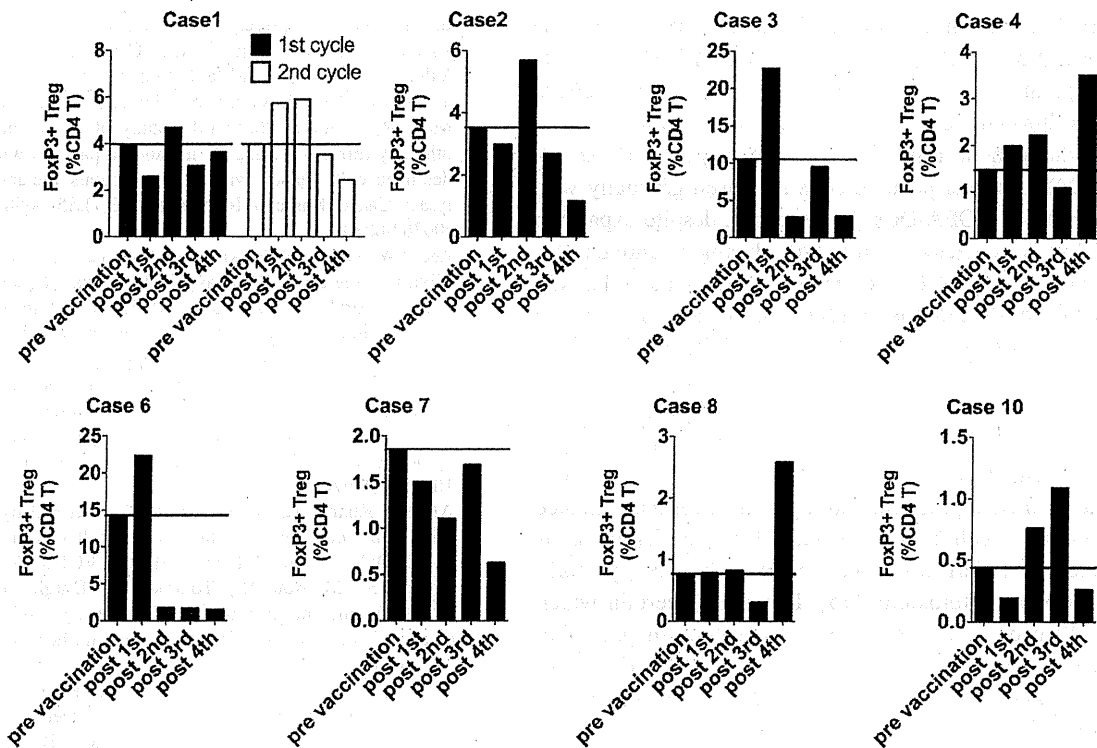 Case1
1st cycle
2nd cycle
FoxP3+ Treg
(%CD4 T)
8
6
4
2
0
pre vaccination
post 1st
post 2nd
post 3rd
post 4th
pre vaccination
post 1st
post 2nd
post 3rd
post 4th
Case2
FoxP3+ Treg
(%CD4 T)
6
4
2
0
pre vaccination
post 1st
post 2nd
post 3rd
post 4th
Case 3
FoxP3+ Treg
(%CD4 T)
25
20
15
10
5
0
pre vaccination
post 1st
post 2nd
post 3rd
post 4th
Case 4
FoxP3+ Treg
(%CD4 T)
4
3
2
1
0
pre vaccination
post 1st
post 2nd
post 3rd
post 4th
Case 6
FoxP3+ Treg
(%CD4 T)
25
20
15
10
5
0
pre vaccination
post 1st
post 2nd
post 3rd
post 4th
Case 7
FoxP3+ Treg
(%CD4 T)
2.0
1.5
1.0
0.5
0.0
pre vaccination
post 1st
post 2nd
post 3rd
post 4th
Case 8
FoxP3+ Treg
(%CD4 T)
3
2
1
0
pre vaccination
post 1st
post 2nd
post 3rd
post 4th
Case 10
FoxP3+ Treg
(%CD4 T)
1.5
1.0
0.5
0.0
pre vaccination
post 1st
post 2nd
post 3rd
post 4th